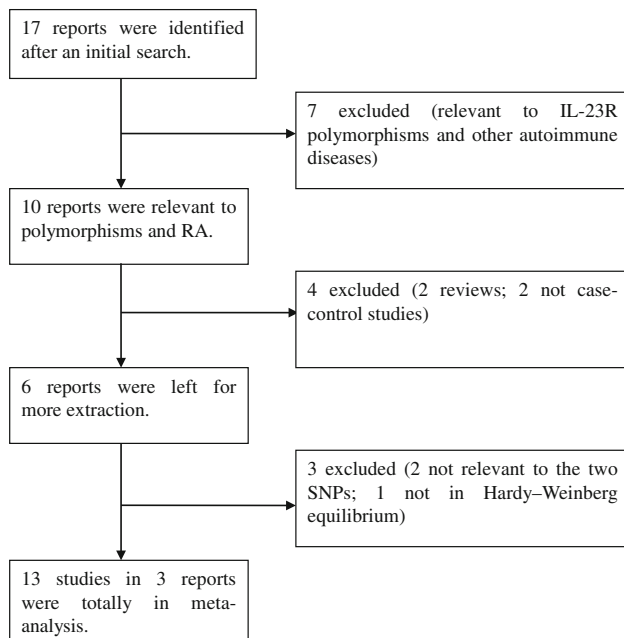 17 reports were identified
after an initial search.
7 excluded (relevant to IL-23R
polymorphisms and other autoimmune
diseases)
10 reports were relevant to
polymorphisms and RA.
4 excluded (2 reviews; 2 not case-
control studies)
6 reports were left for
more extraction.
3 excluded (2 not relevant to the two
SNPs; 1 not in Hardy–Weinberg
equilibrium)
13 studies in 3 reports
were totally in meta-
analysis.